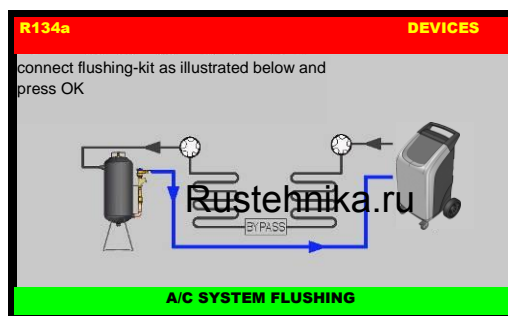 R134a DEVICES
connect flushing-kit as illustrated below and
press OK
Rustehnika.ru
BYPASS
A/C SYSTEM FLUSHING